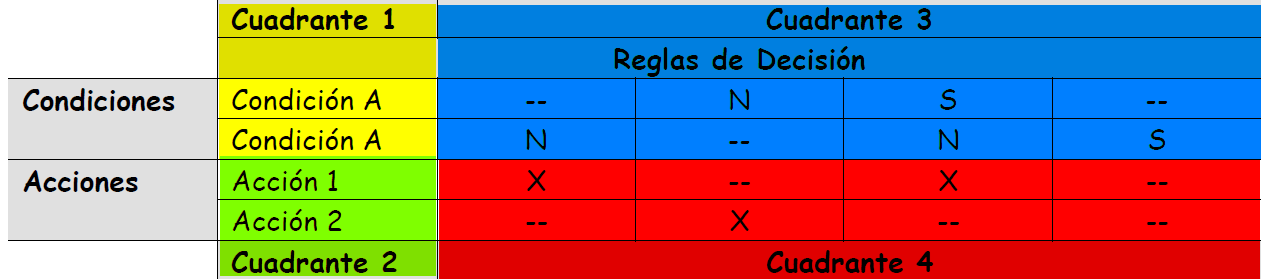 Cuadrante 1 Cuadrante 3
Reglas de Decisión
Condiciones Condición A -- N S --
Condición A N -- N S
Acciones Acción 1 X -- X --
Acción 2 -- X -- --
Cuadrante 2 Cuadrante 4